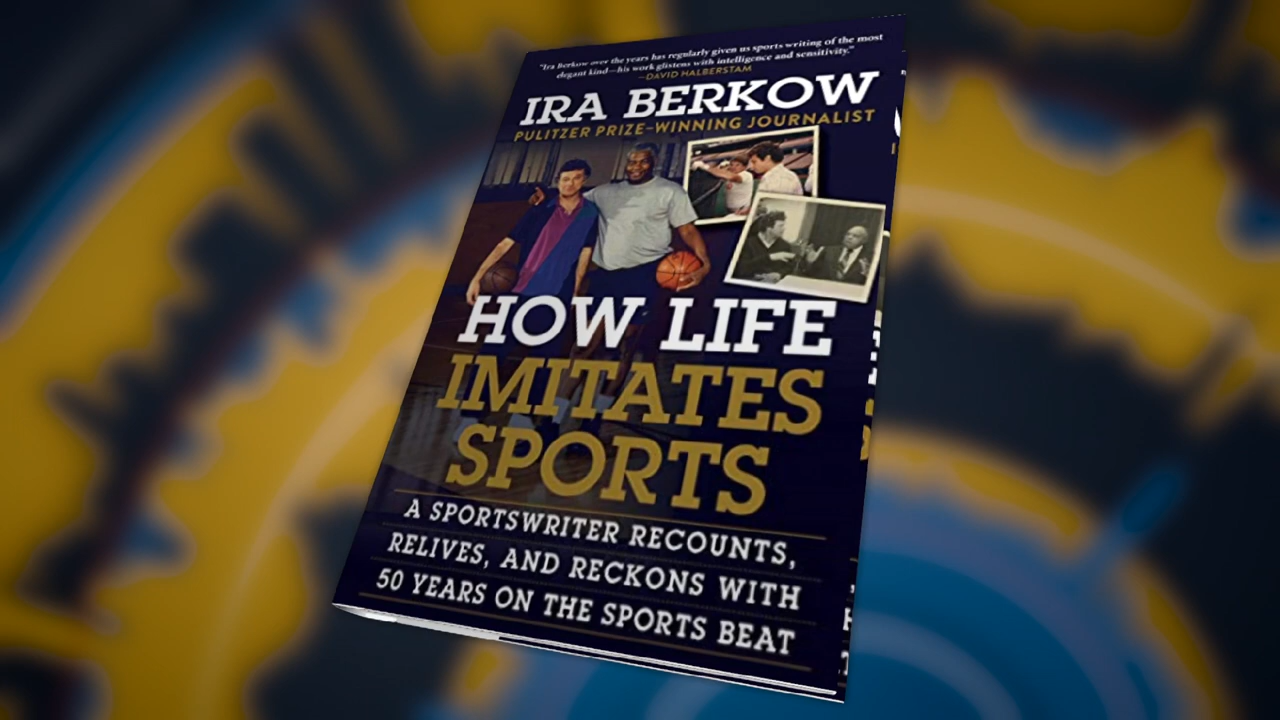 "Ira Berkow over the years has regularly given us sports writing of the most
elegant kind—his work glistens with intelligence and sensitivity."
—DAVID HALBERSTAM
IRA BERKOW
PULITZER PRIZE–WINNING JOURNALIST
HOW LIFE
IMITATES
SPORTS
A SPORTSWRITER RECOUNTS,
RELIVES, AND RECKONS WITH
50 YEARS ON THE SPORTS BEAT